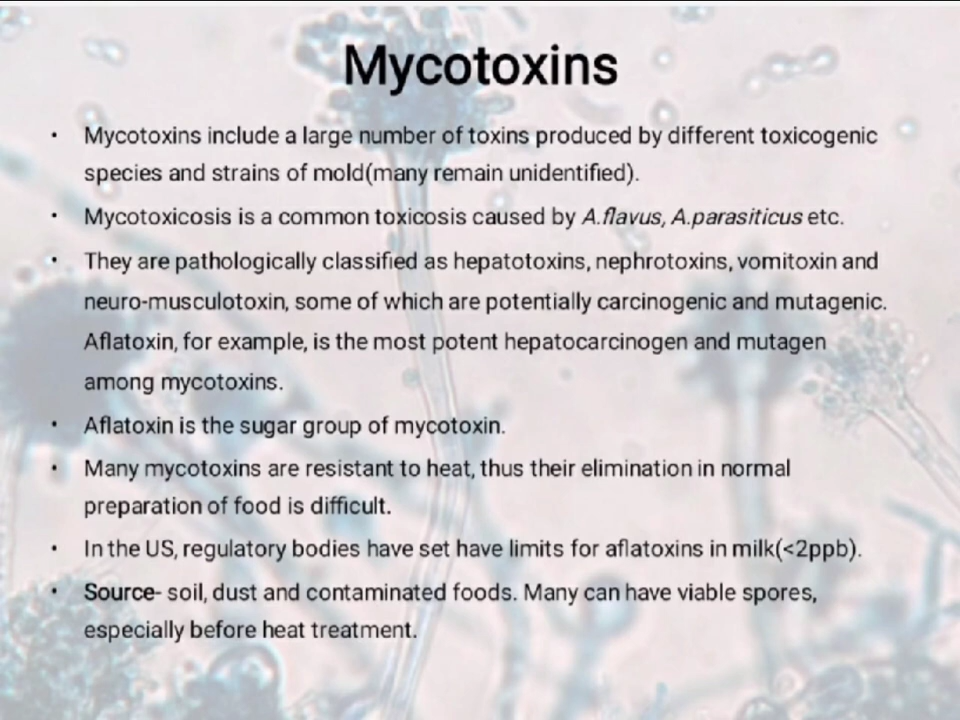 Mycotoxins
• Mycotoxins include a large number of toxins produced by different toxicogenic
species and strains of mold(many remain unidentified).
• Mycotoxicosis is a common toxicosis caused by A.flavus, A.parasiticus etc.
• They are pathologically classified as hepatotoxins, nephrotoxins, vomitoxin and
neuro-musculotoxin, some of which are potentially carcinogenic and mutagenic.
Aflatoxin, for example, is the most potent hepatocarcinogen and mutagen
among mycotoxins.
• Aflatoxin is the sugar group of mycotoxin.
• Many mycotoxins are resistant to heat, thus their elimination in normal
preparation of food is difficult.
• In the US, regulatory bodies have set have limits for aflatoxins in milk(<2ppb).
• Source- soil, dust and contaminated foods. Many can have viable spores,
especially before heat treatment.